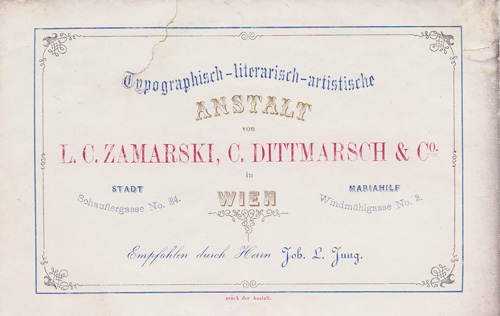 Typographisch-literarisch-artistische
ANSTALT
von
L. C. ZAMARSKI, C. DITTMARSCH & Co.
in
WIEN
STADT
Schauflergasse No. 24.
MARIAHILF
Windmühlgasse No. 3.
Empfohlen durch Herrn Joh. L. Jung.
Druck der Anstalt.